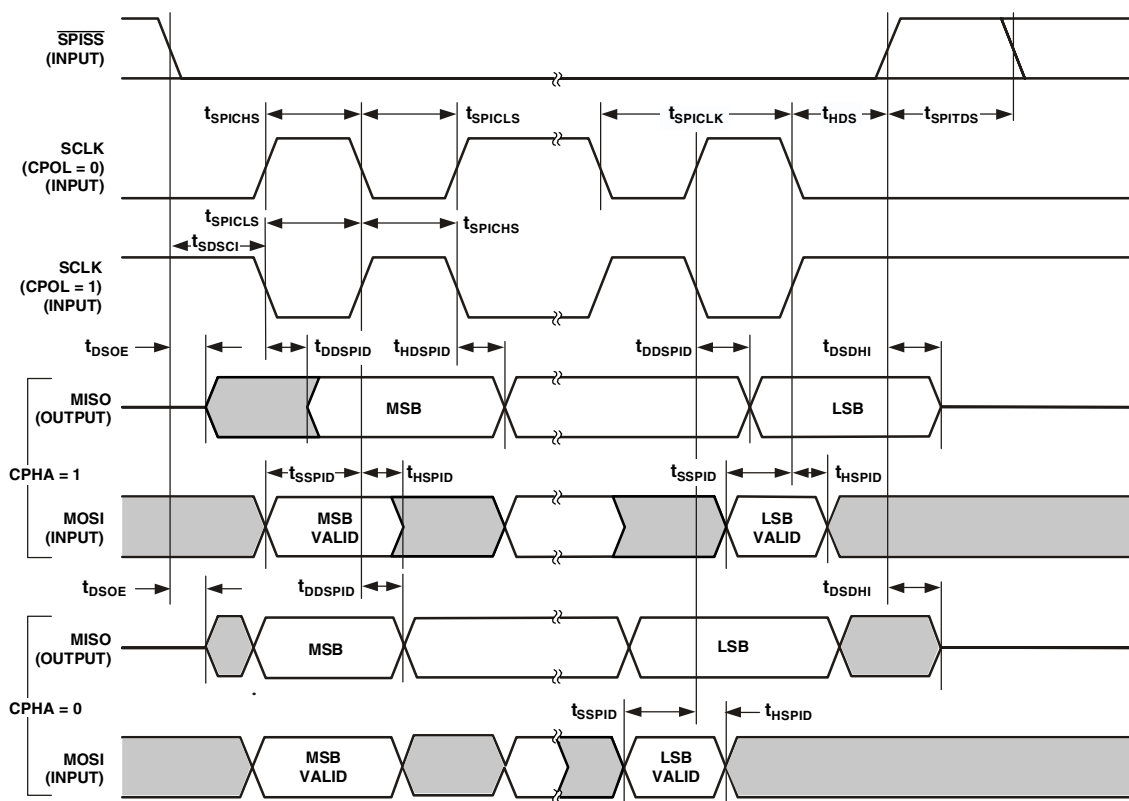 SPISS
(INPUT)
tSPICHS
tSPICLS
tSPICLK
tHDS
tSPITDS
SCLK
(CPOL = 0)
(INPUT)
tSPICLS
tSPICHS
tSDSCI
SCLK
(CPOL = 1)
(INPUT)
tDSOE
tDDSPID
tHDSPID
tDDSPID
tDSDHI
MISO
(OUTPUT)
MSB
LSB
CPHA = 1
tSSPID
tHSPID
tSSPID
tHSPID
MOSI
(INPUT)
MSB
VALID
LSB
VALID
tDSOE
tDDSPID
tDSDHI
MISO
(OUTPUT)
MSB
LSB
CPHA = 0
tSSPID
tHSPID
MOSI
(INPUT)
MSB
VALID
LSB
VALID